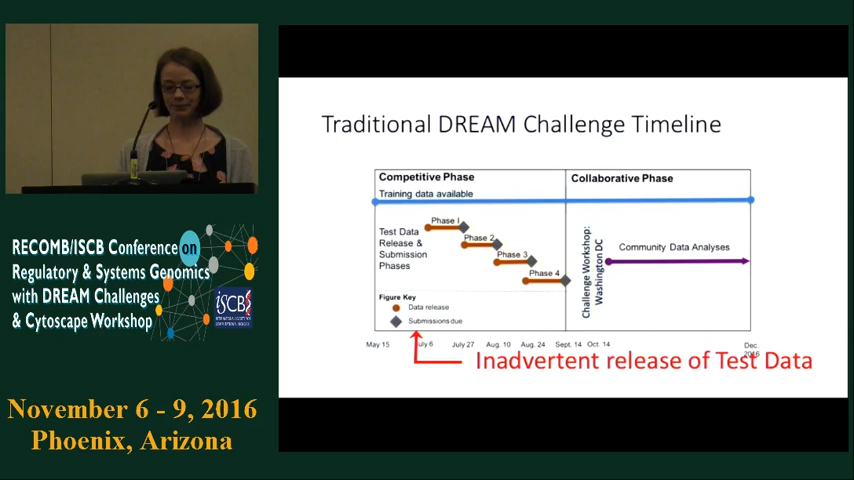 Traditional DREAM Challenge Timeline
Competitive Phase
Collaborative Phase
Training data available
Test Data
Release &
Submission
Phases
Phase 1
Phase 2
Phase 3
Phase 4
Challenge Workshop:
Washington DC
Community Data Analyses
Figure Key
Data release
Submissions due
May 15
July 6
July 27
Aug. 10
Aug. 24
Sept. 14
Oct. 14
Dec.
2016
Inadvertent release of Test Data
RECOMB/ISCB Conference on
Regulatory & Systems Genomics
with DREAM Challenges
& Cytoscape Workshop
ISCB
November 6 - 9, 2016
Phoenix, Arizona